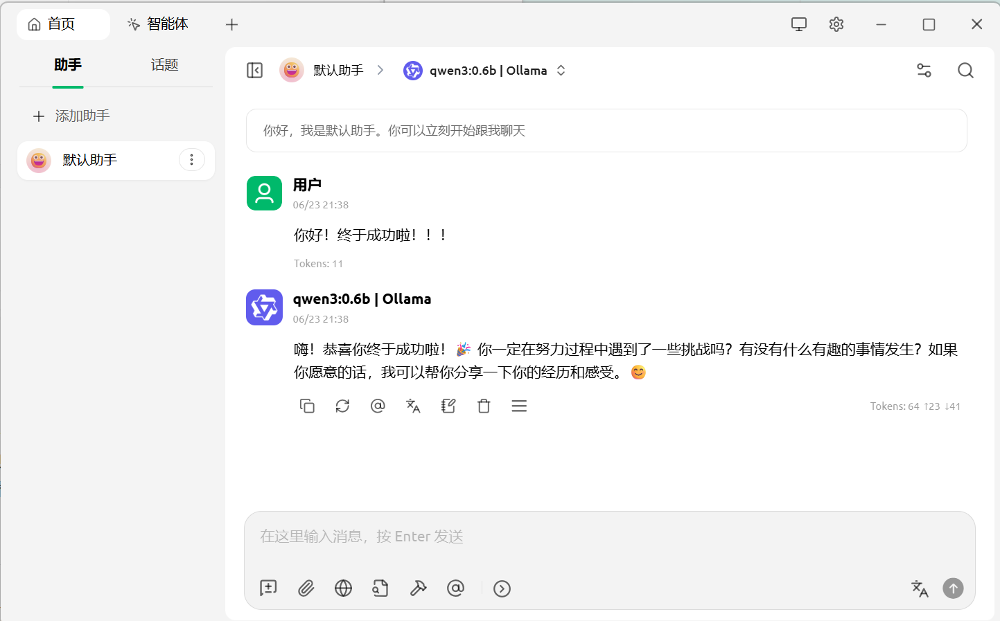 首页
智能体
助手
话题
添加助手
默认助手
默认助手
qwen3:0.6b | Ollama
你好，我是默认助手。你可以立刻开始跟我聊天
用户
06/23 21:38
你好！终于成功啦！！！
Tokens: 11
qwen3:0.6b | Ollama
06/23 21:38
嗨！恭喜你终于成功啦！🎉 你一定在努力过程中遇到了一些挑战吗？有没有什么有趣的事情发生？如果
你愿意的话，我可以帮你分享一下你的经历和感受。😊
Tokens: 64 ↑23 ↓41
在这里输入消息，按 Enter 发送